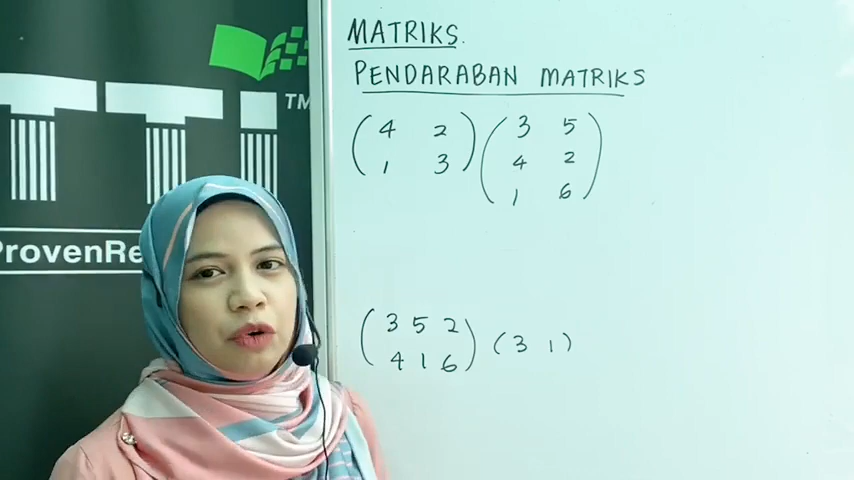 MATRIKS.
PENDARABAN MATRIKS
( 4 2 ) ( 3 5 )
( 1 3 ) ( 4 2 )
( 1 6 )
( 3 5 2 ) ( 3 1 )
( 4 1 6 )
TTi TM
ProvenRe